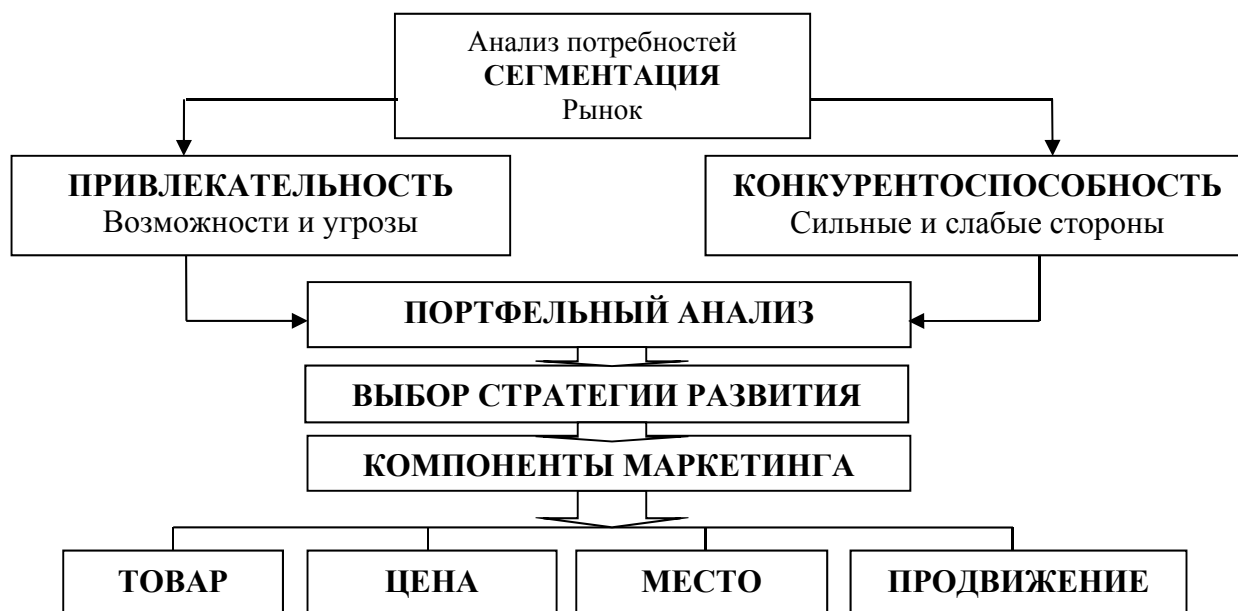 Анализ потребностей
СЕГМЕНТАЦИЯ
Рынок
ПРИВЛЕКАТЕЛЬНОСТЬ
Возможности и угрозы
КОНКУРЕНТОСПОСОБНОСТЬ
Сильные и слабые стороны
ПОРТФЕЛЬНЫЙ АНАЛИЗ
ВЫБОР СТРАТЕГИИ РАЗВИТИЯ
КОМПОНЕНТЫ МАРКЕТИНГА
ТОВАР
ЦЕНА
МЕСТО
ПРОДВИЖЕНИЕ